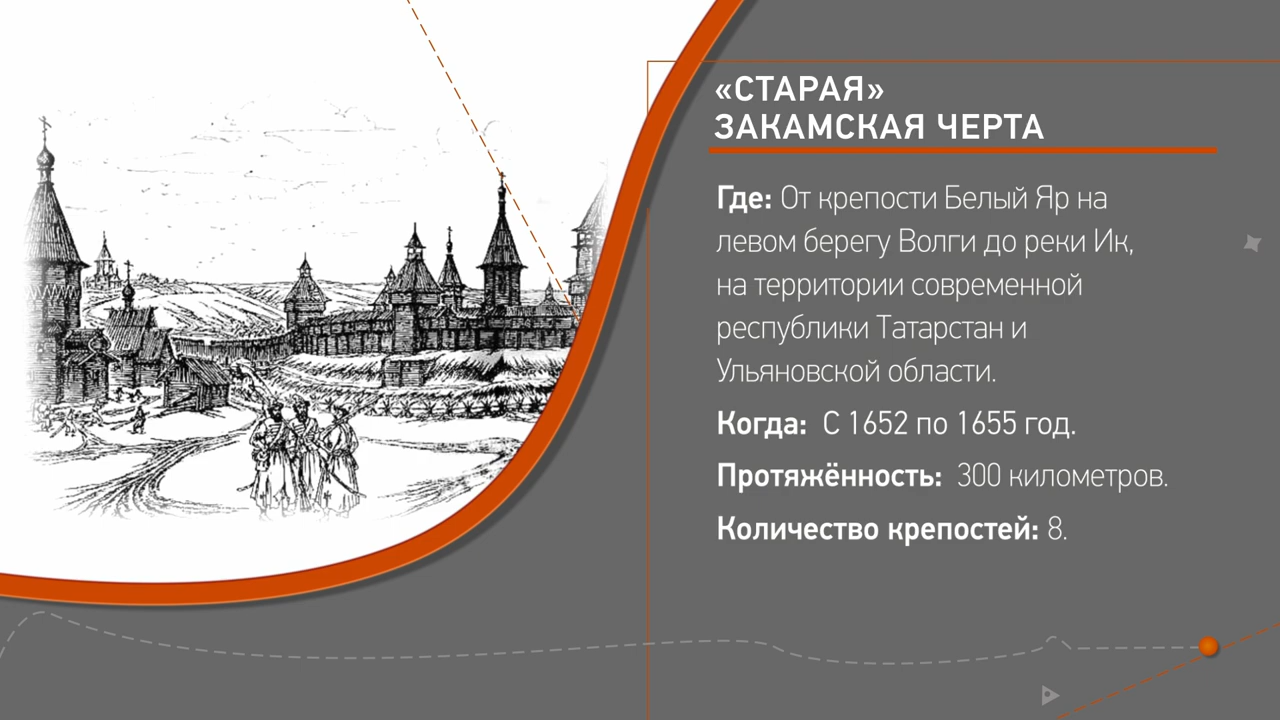 «СТАРАЯ»
ЗАКАМСКАЯ ЧЕРТА
Где: От крепости Белый Яр на
левом берегу Волги до реки Ик,
на территории современной
республики Татарстан и
Ульяновской области.
Когда: С 1652 по 1655 год.
Протяжённость: 300 километров.
Количество крепостей: 8.